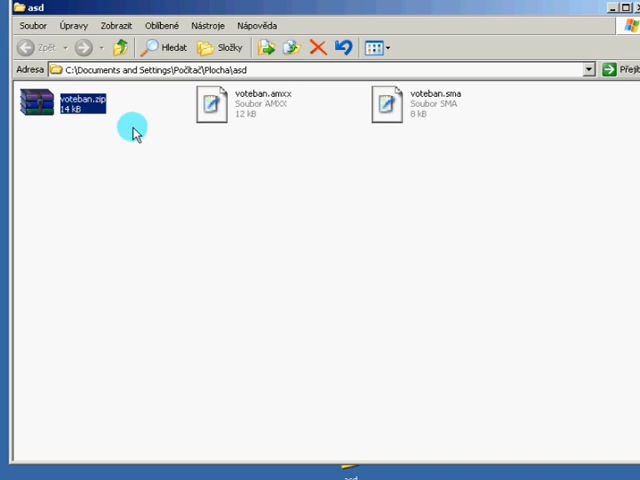 asd
Soubor Úpravy Zobrazit Oblíbené Nástroje Nápověda
Zpět Hledat Složky
Adresa C:\Documents and Settings\Počítač\Plocha\asd Přejít
voteban.zip
14 kB
voteban.amxx
Soubor AMXX
12 kB
voteban.sma
Soubor SMA
8 kB
asd